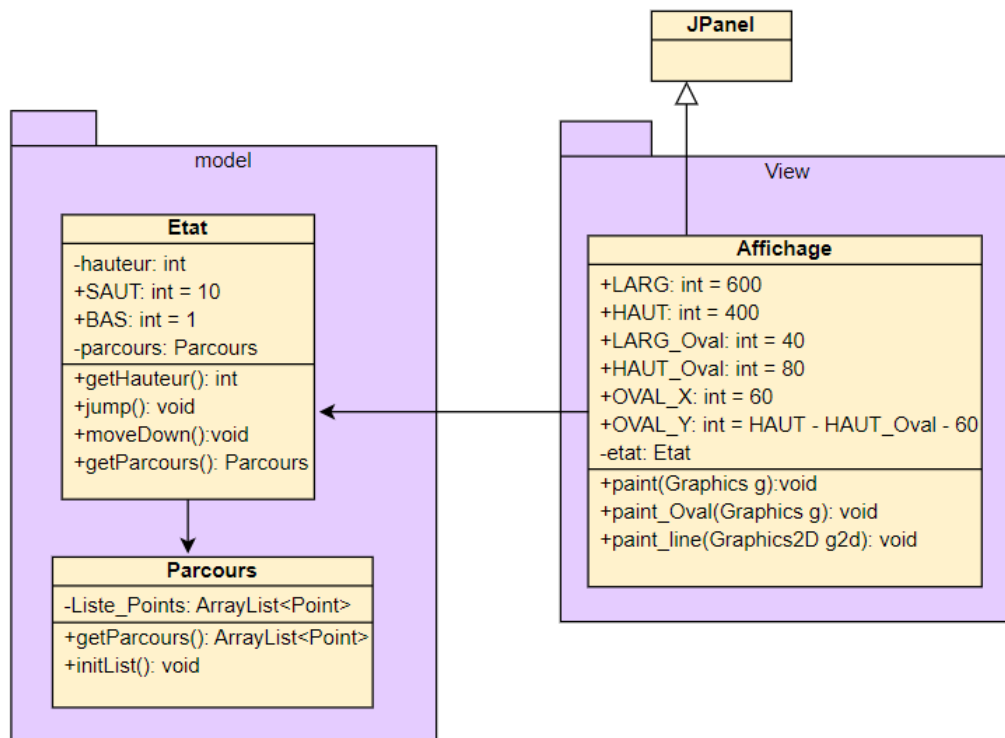 JPanel
model
Etat
-hauteur: int
+SAUT: int = 10
+BAS: int = 1
-parcours: Parcours
+getHauteur(): int
+jump(): void
+moveDown():void
+getParcours(): Parcours
Parcours
-Liste_Points: ArrayList<Point>
+getParcours(): ArrayList<Point>
+initList(): void
View
Affichage
+LARG: int = 600
+HAUT: int = 400
+LARG_Oval: int = 40
+HAUT_Oval: int = 80
+OVAL_X: int = 60
+OVAL_Y: int = HAUT - HAUT_Oval - 60
-etat: Etat
+paint(Graphics g):void
+paint_Oval(Graphics g): void
+paint_line(Graphics2D g2d): void